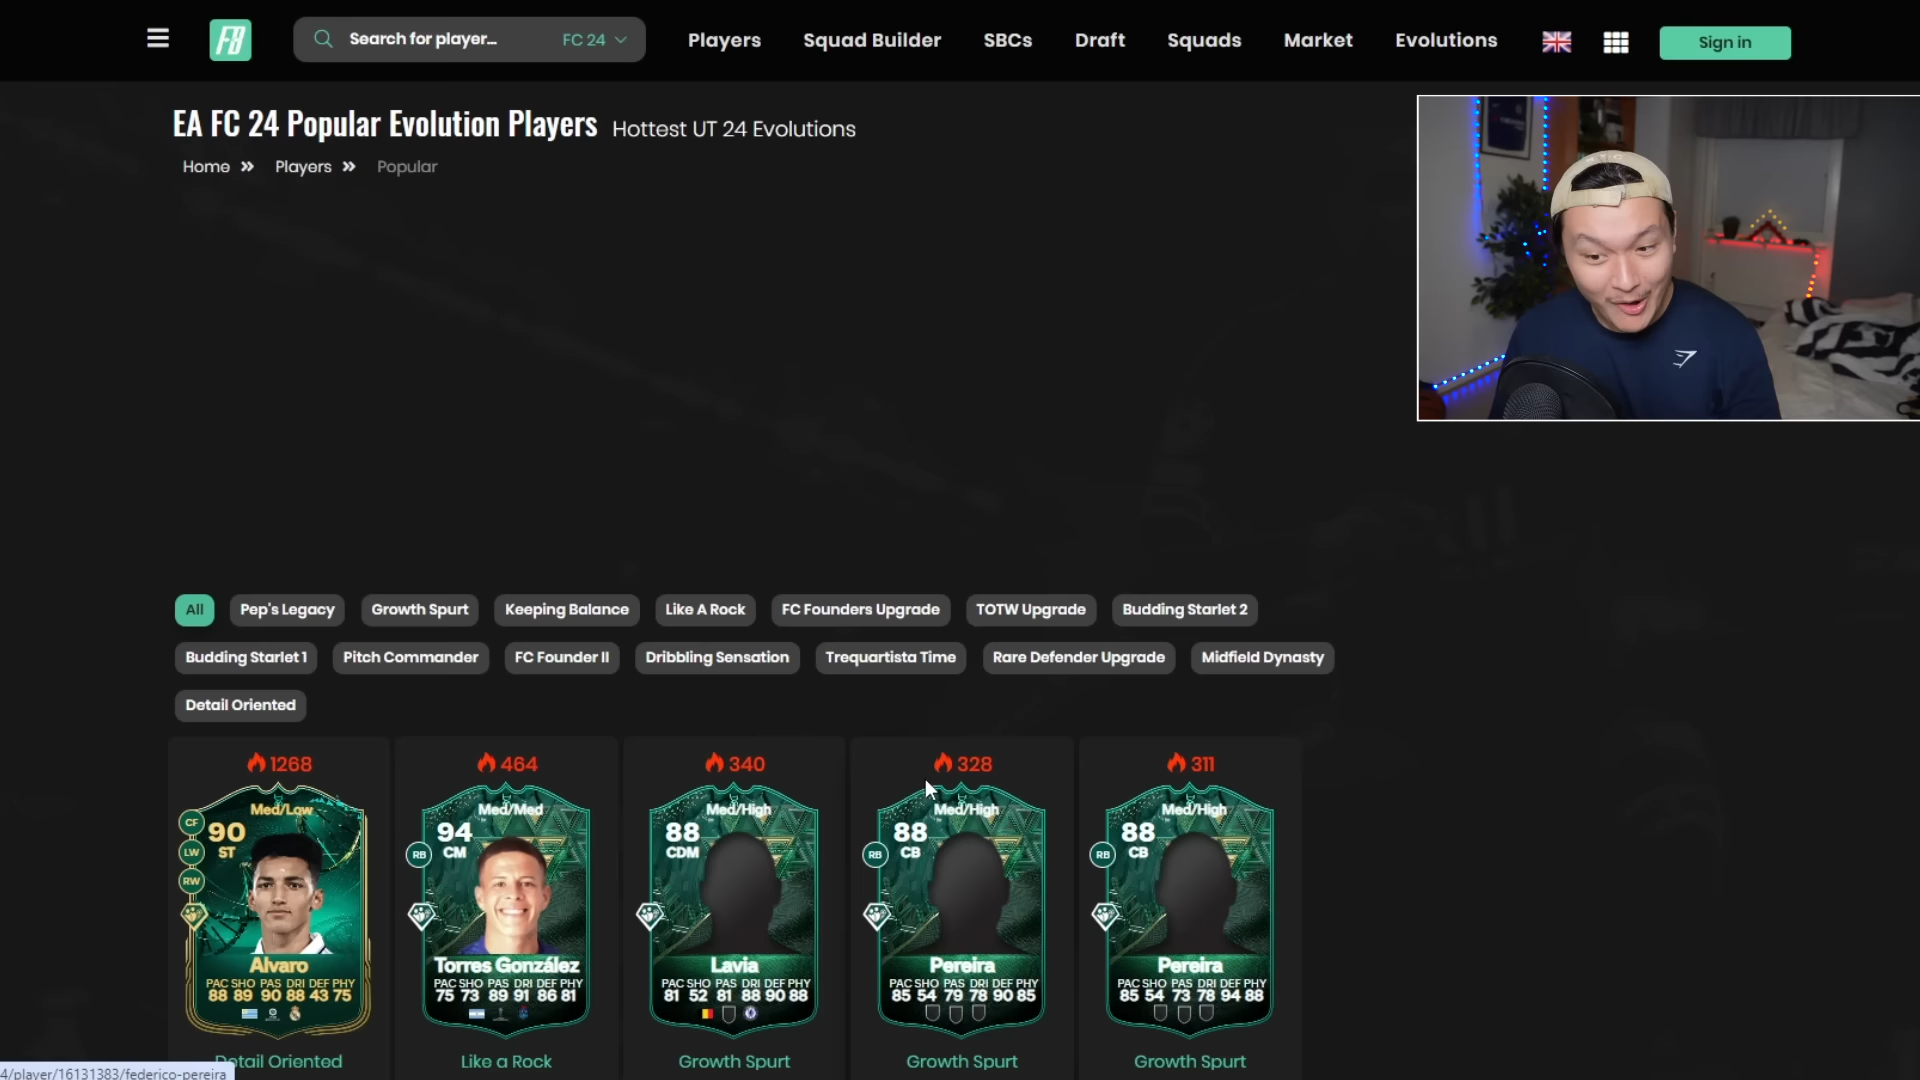 FB Search for player... FC 24 Players Squad Builder SBCs Draft Squads Market Evolutions Sign in
EA FC 24 Popular Evolution Players Hottest UT 24 Evolutions
Home » Players » Popular
All Pep's Legacy Growth Spurt Keeping Balance Like A Rock FC Founders Upgrade TOTW Upgrade Budding Starlet 2
Budding Starlet 1 Pitch Commander FC Founder II Dribbling Sensation Trequartista Time Rare Defender Upgrade Midfield Dynasty
Detail Oriented
1268 464 340 328 311
Med/Low Med/Med Med/High Med/High Med/High
CF 90 94 88 88 88
ST CM CDM CB CB
LW RB RB RB
RW
Alvaro Torres González Lavia Pereira Pereira
PAC SHO PAS DRI DEF PHY PAC SHO PAS DRI DEF PHY PAC SHO PAS DRI DEF PHY PAC SHO PAS DRI DEF PHY PAC SHO PAS DRI DEF PHY
88 89 90 88 43 75 75 73 89 91 86 81 81 52 81 88 90 88 85 54 79 78 90 85 85 54 73 78 94 88
Detail Oriented Like a Rock Growth Spurt Growth Spurt Growth Spurt
4/player/16131383/federico-pereira